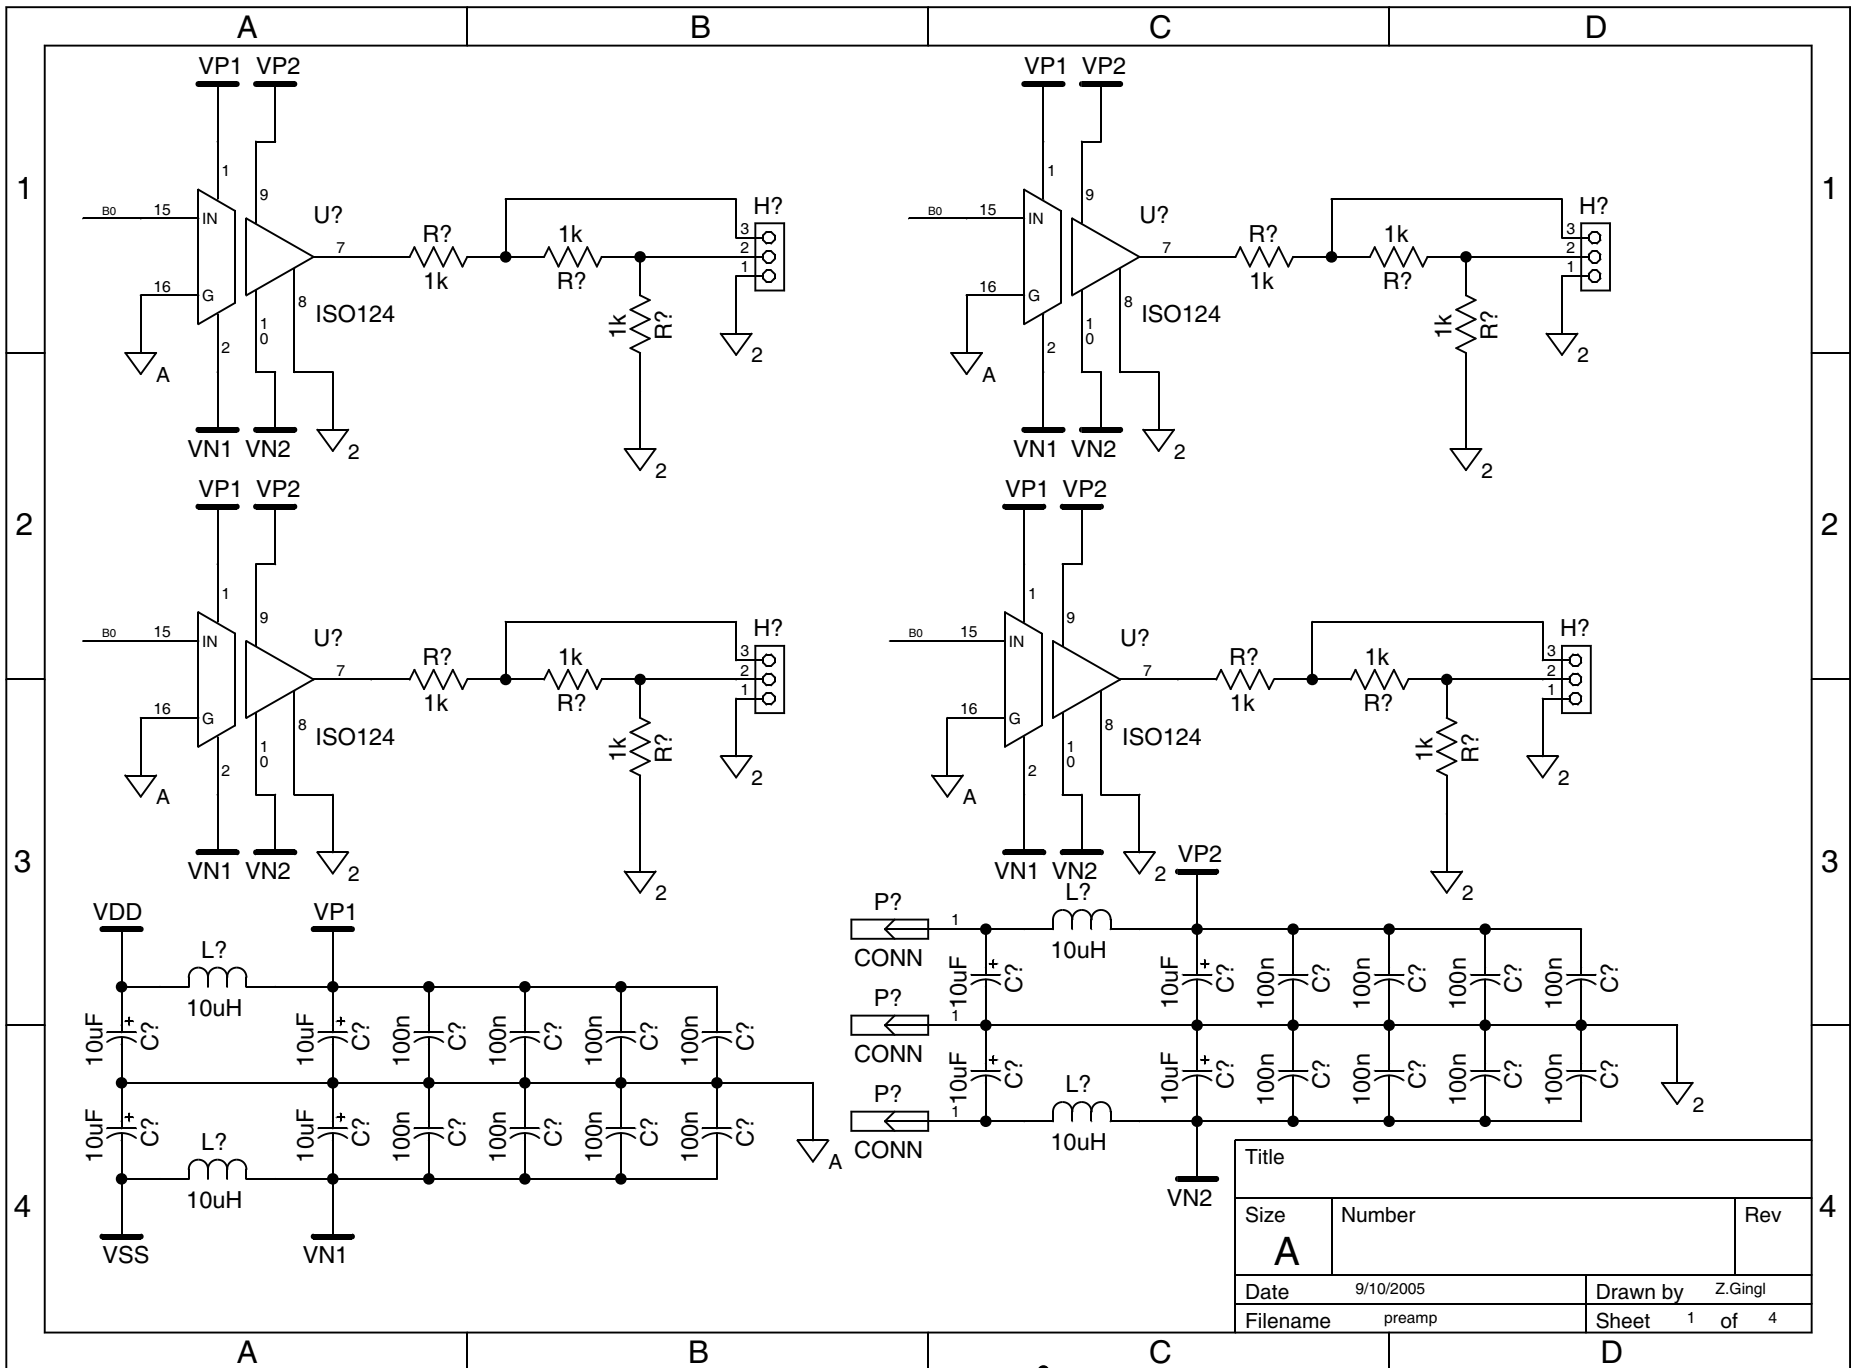 A B C D
1 1
VP1 VP2 VP1 VP2
1 1
9 9
B0 15 IN U? B0 15 IN U?
R? 1k H? R? 1k H?
7 3 7 3
2 2
1 1
1k R? 1k R?
16 G 8 ISO124 16 G 8 ISO124
1k R? 1k R?
10 10
2 2
A 2 A 2
VN1 VN2 2 VN1 VN2 2
2 2
VP1 VP2 VP1 VP2
2 2
1 1
9 9
B0 15 IN U? B0 15 IN U?
R? 1k H? R? 1k H?
7 3 7 3
2 2
1 1
1k R? 1k R?
16 G 8 ISO124 16 G 8 ISO124
1k R? 1k R?
10 10
2 2
A 2 A 2
VN1 VN2 2 VN1 VN2 2
2 2
3 3
VDD VP1
L?
10uH
10uF + C? 10uF + C? 100n C? 100n C? 100n C? 100n C?
10uF + C? 10uF + C? 100n C? 100n C? 100n C? 100n C?
A
L?
10uH
VSS VN1
VP2
P? 1 L?
CONN 10uH
10uF + C? 10uF + C? 100n C? 100n C? 100n C? 100n C?
P? 1
CONN
10uF + C? 10uF + C? 100n C? 100n C? 100n C? 100n C?
2
P? 1 L?
CONN 10uH
VN2
4 4
Title
Size Number Rev
A
Date 9/10/2005 Drawn by Z.Gingl
Filename preamp Sheet 1 of 4
A B C D